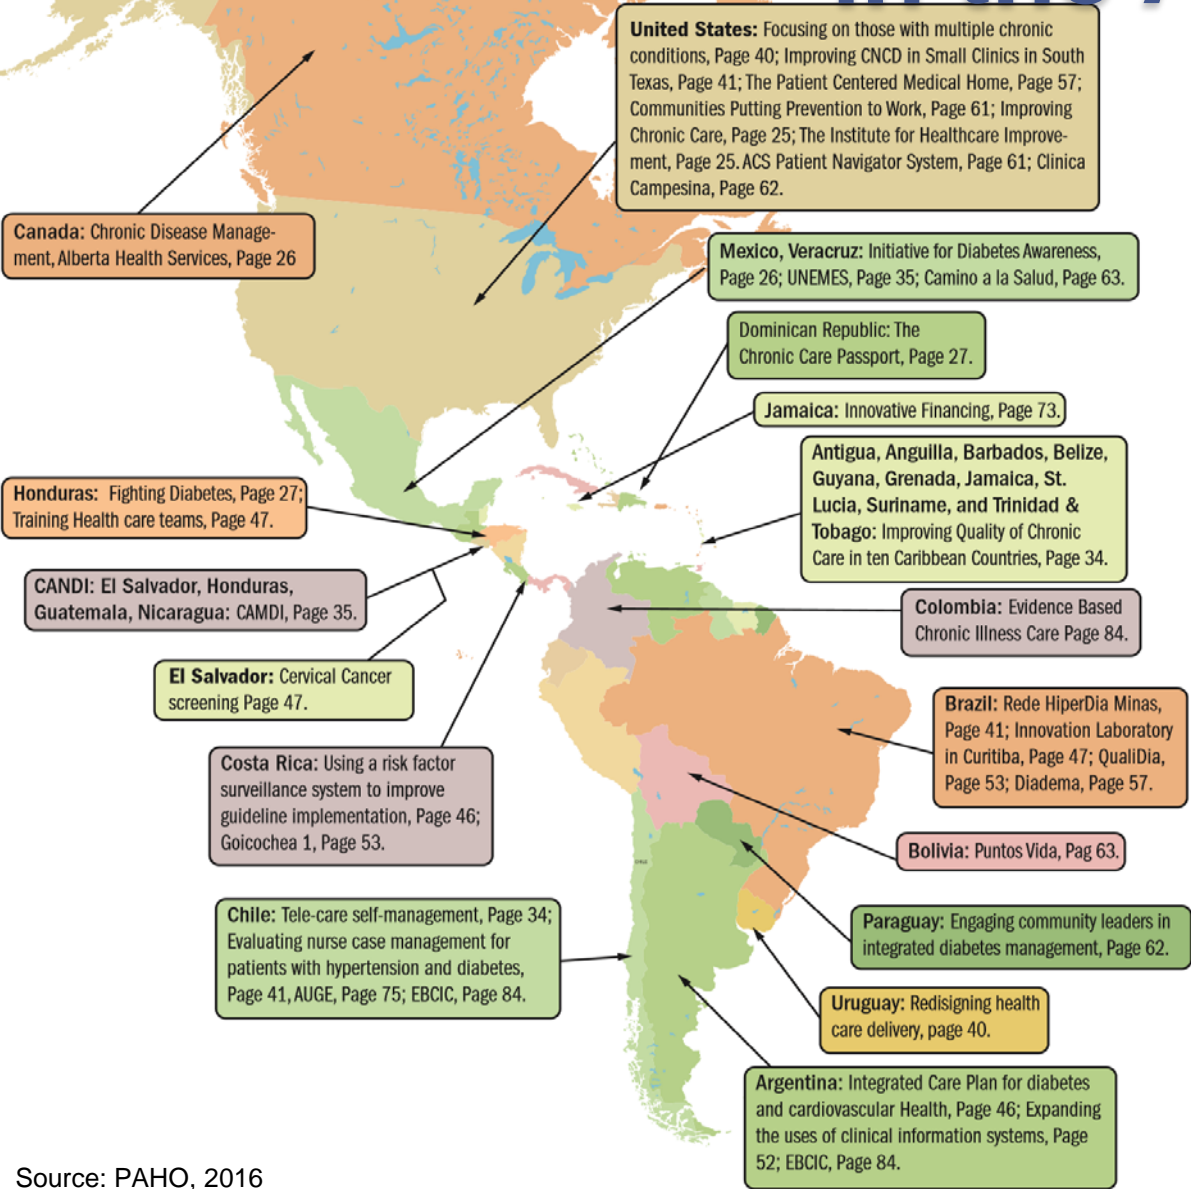 United States: Focusing on those with multiple chronic
conditions, Page 40; Improving CNCD in Small Clinics in South
Texas, Page 41; The Patient Centered Medical Home, Page 57;
Communities Putting Prevention to Work, Page 61; Improving
Chronic Care, Page 25; The Institute for Healthcare Improve-
ment, Page 25. ACS Patient Navigator System, Page 61; Clinica
Campesina, Page 62.
Canada: Chronic Disease Manage-
ment, Alberta Health Services, Page 26
Mexico, Veracruz: Initiative for Diabetes Awareness,
Page 26; UNEMES, Page 35; Camino a la Salud, Page 63.
Dominican Republic: The
Chronic Care Passport, Page 27.
Jamaica: Innovative Financing, Page 73.
Antigua, Anguilla, Barbados, Belize,
Guyana, Grenada, Jamaica, St.
Lucia, Suriname, and Trinidad &
Tobago: Improving Quality of Chronic
Care in ten Caribbean Countries, Page 34.
Honduras: Fighting Diabetes, Page 27;
Training Health care teams, Page 47.
CANDI: El Salvador, Honduras,
Guatemala, Nicaragua: CAMDI, Page 35.
Colombia: Evidence Based
Chronic Illness Care Page 84.
El Salvador: Cervical Cancer
screening Page 47.
Brazil: Rede HiperDia Minas,
Page 41; Innovation Laboratory
in Curitiba, Page 47; QualiDia,
Page 53; Diadema, Page 57.
Costa Rica: Using a risk factor
surveillance system to improve
guideline implementation, Page 46;
Goicochea 1, Page 53.
Bolivia: Puntos Vida, Pag 63.
Chile: Tele-care self-management, Page 34;
Evaluating nurse case management for
patients with hypertension and diabetes,
Page 41, AUGE, Page 75; EBCIC, Page 84.
Paraguay: Engaging community leaders in
integrated diabetes management, Page 62.
Uruguay: Redisigning health
care delivery, page 40.
Argentina: Integrated Care Plan for diabetes
and cardiovascular Health, Page 46; Expanding
the uses of clinical information systems, Page
52; EBCIC, Page 84.
Source: PAHO, 2016